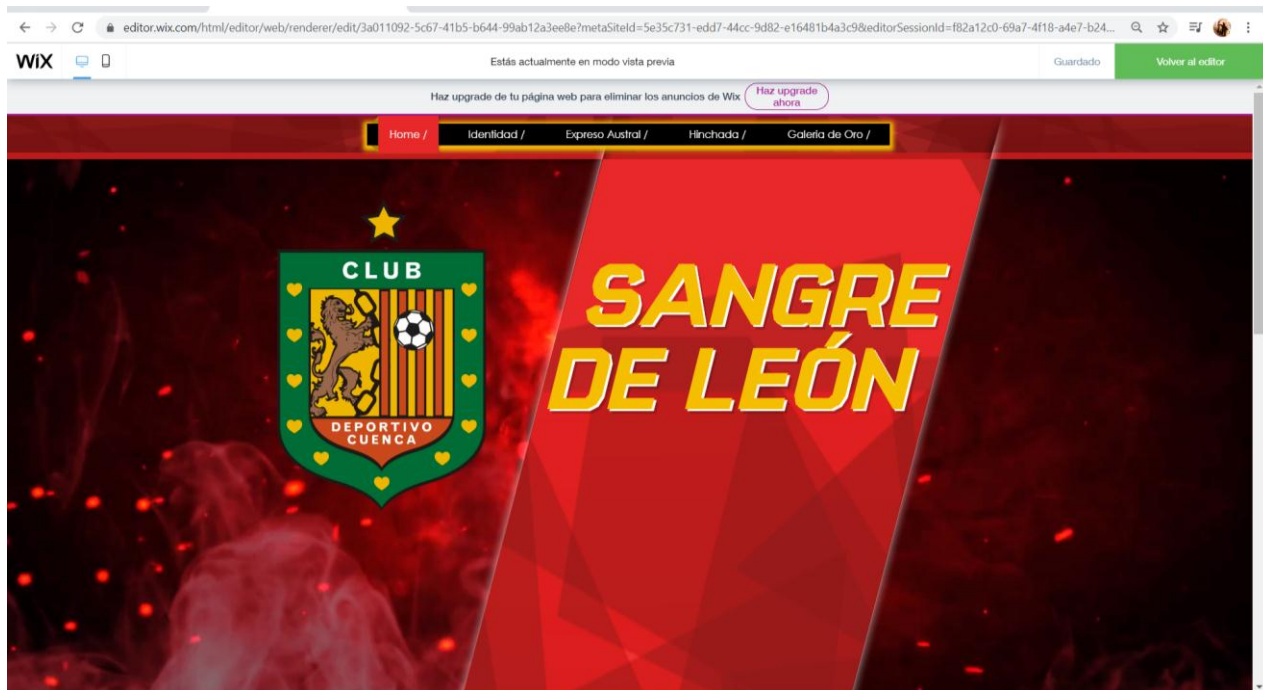 editor.wix.com/html/editor/web/renderer/edit/3a011092-5c67-41b5-b644-99ab12a3ee8e?metaSiteId=5e35c731-edd7-44cc-9d82-e16481b4a3c9&editorSessionId=f82a12c0-69a7-4f18-a4e7-b24...
WiX Estás actualmente en modo vista previa Guardado Volver al editor
Haz upgrade de tu página web para eliminar los anuncios de Wix Haz upgrade
ahora
Home / Identidad / Expreso Austral / Hinchada / Galeria de Oro /
CLUB
DEPORTIVO
CUENCA
SANGRE
DE LEÓN